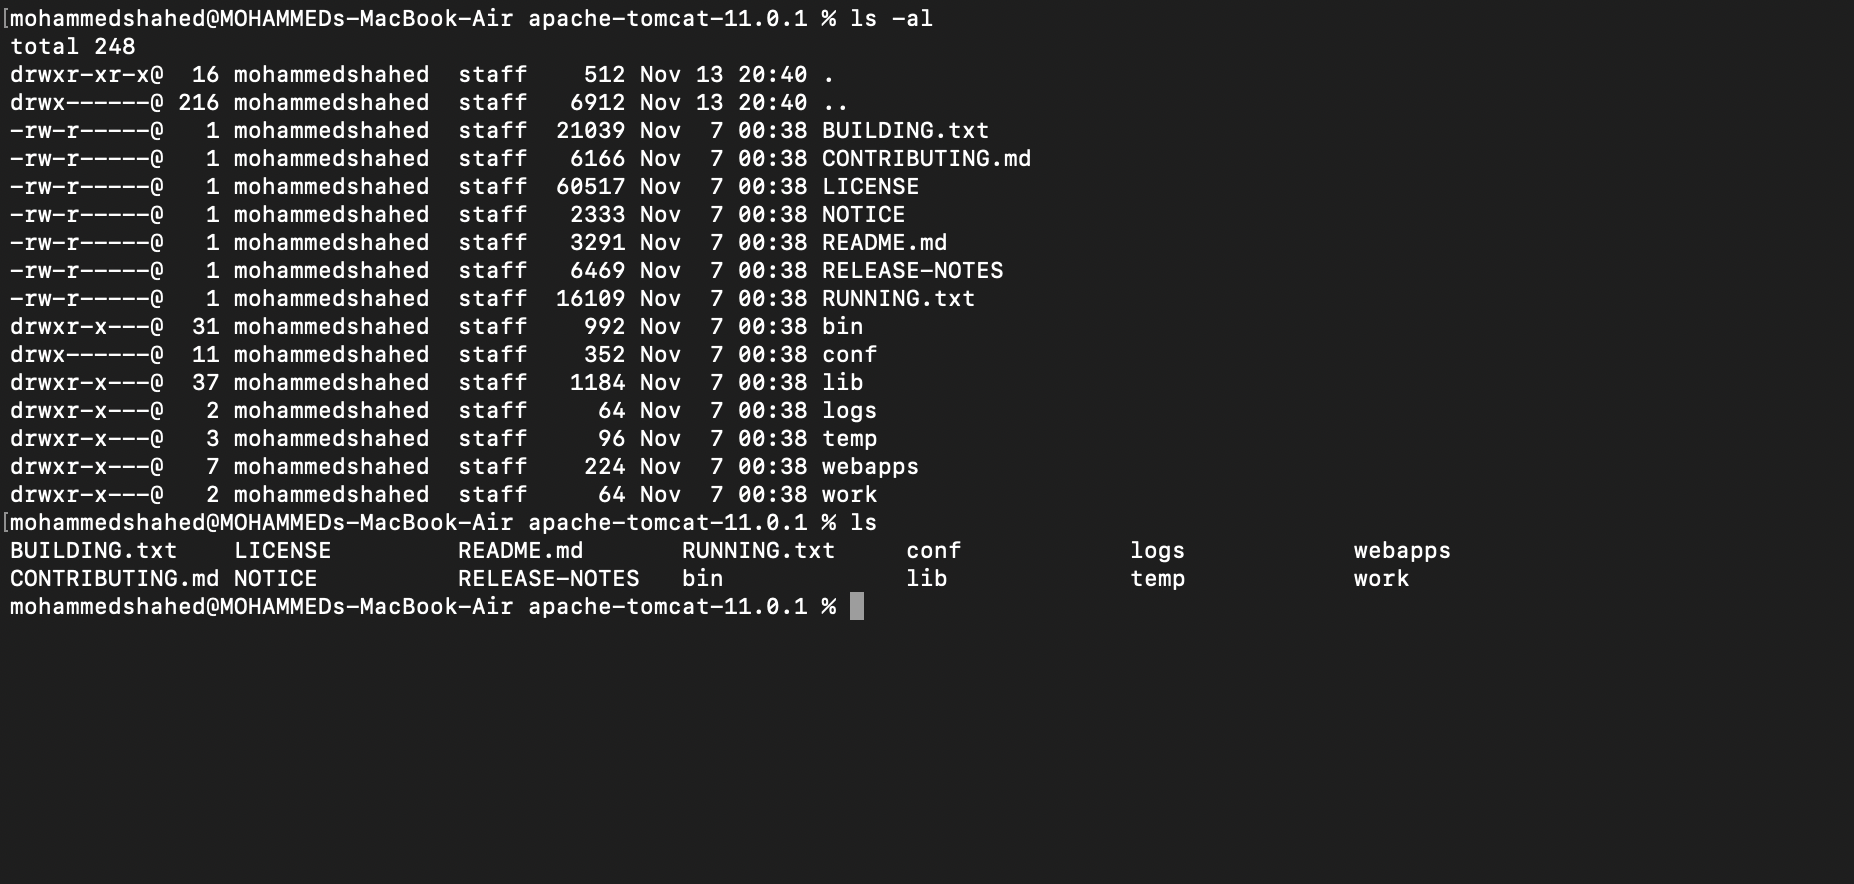 [mohammedshahed@MOHAMMEDs-MacBook-Air apache-tomcat-11.0.1 % ls -al
total 248
drwxr-xr-x@  16 mohammedshahed  staff    512 Nov 13 20:40 .
drwx------@ 216 mohammedshahed  staff   6912 Nov 13 20:40 ..
-rw-r-----@   1 mohammedshahed  staff  21039 Nov  7 00:38 BUILDING.txt
-rw-r-----@   1 mohammedshahed  staff   6166 Nov  7 00:38 CONTRIBUTING.md
-rw-r-----@   1 mohammedshahed  staff  60517 Nov  7 00:38 LICENSE
-rw-r-----@   1 mohammedshahed  staff   2333 Nov  7 00:38 NOTICE
-rw-r-----@   1 mohammedshahed  staff   3291 Nov  7 00:38 README.md
-rw-r-----@   1 mohammedshahed  staff   6469 Nov  7 00:38 RELEASE-NOTES
-rw-r-----@   1 mohammedshahed  staff  16109 Nov  7 00:38 RUNNING.txt
drwxr-x---@  31 mohammedshahed  staff    992 Nov  7 00:38 bin
drwx------@  11 mohammedshahed  staff    352 Nov  7 00:38 conf
drwxr-x---@  37 mohammedshahed  staff   1184 Nov  7 00:38 lib
drwxr-x---@   2 mohammedshahed  staff     64 Nov  7 00:38 logs
drwxr-x---@   3 mohammedshahed  staff     96 Nov  7 00:38 temp
drwxr-x---@   7 mohammedshahed  staff    224 Nov  7 00:38 webapps
drwxr-x---@   2 mohammedshahed  staff     64 Nov  7 00:38 work
[mohammedshahed@MOHAMMEDs-MacBook-Air apache-tomcat-11.0.1 % ls
BUILDING.txt    LICENSE         README.md       RUNNING.txt     conf            logs            webapps
CONTRIBUTING.md NOTICE          RELEASE-NOTES   bin             lib             temp            work
mohammedshahed@MOHAMMEDs-MacBook-Air apache-tomcat-11.0.1 %